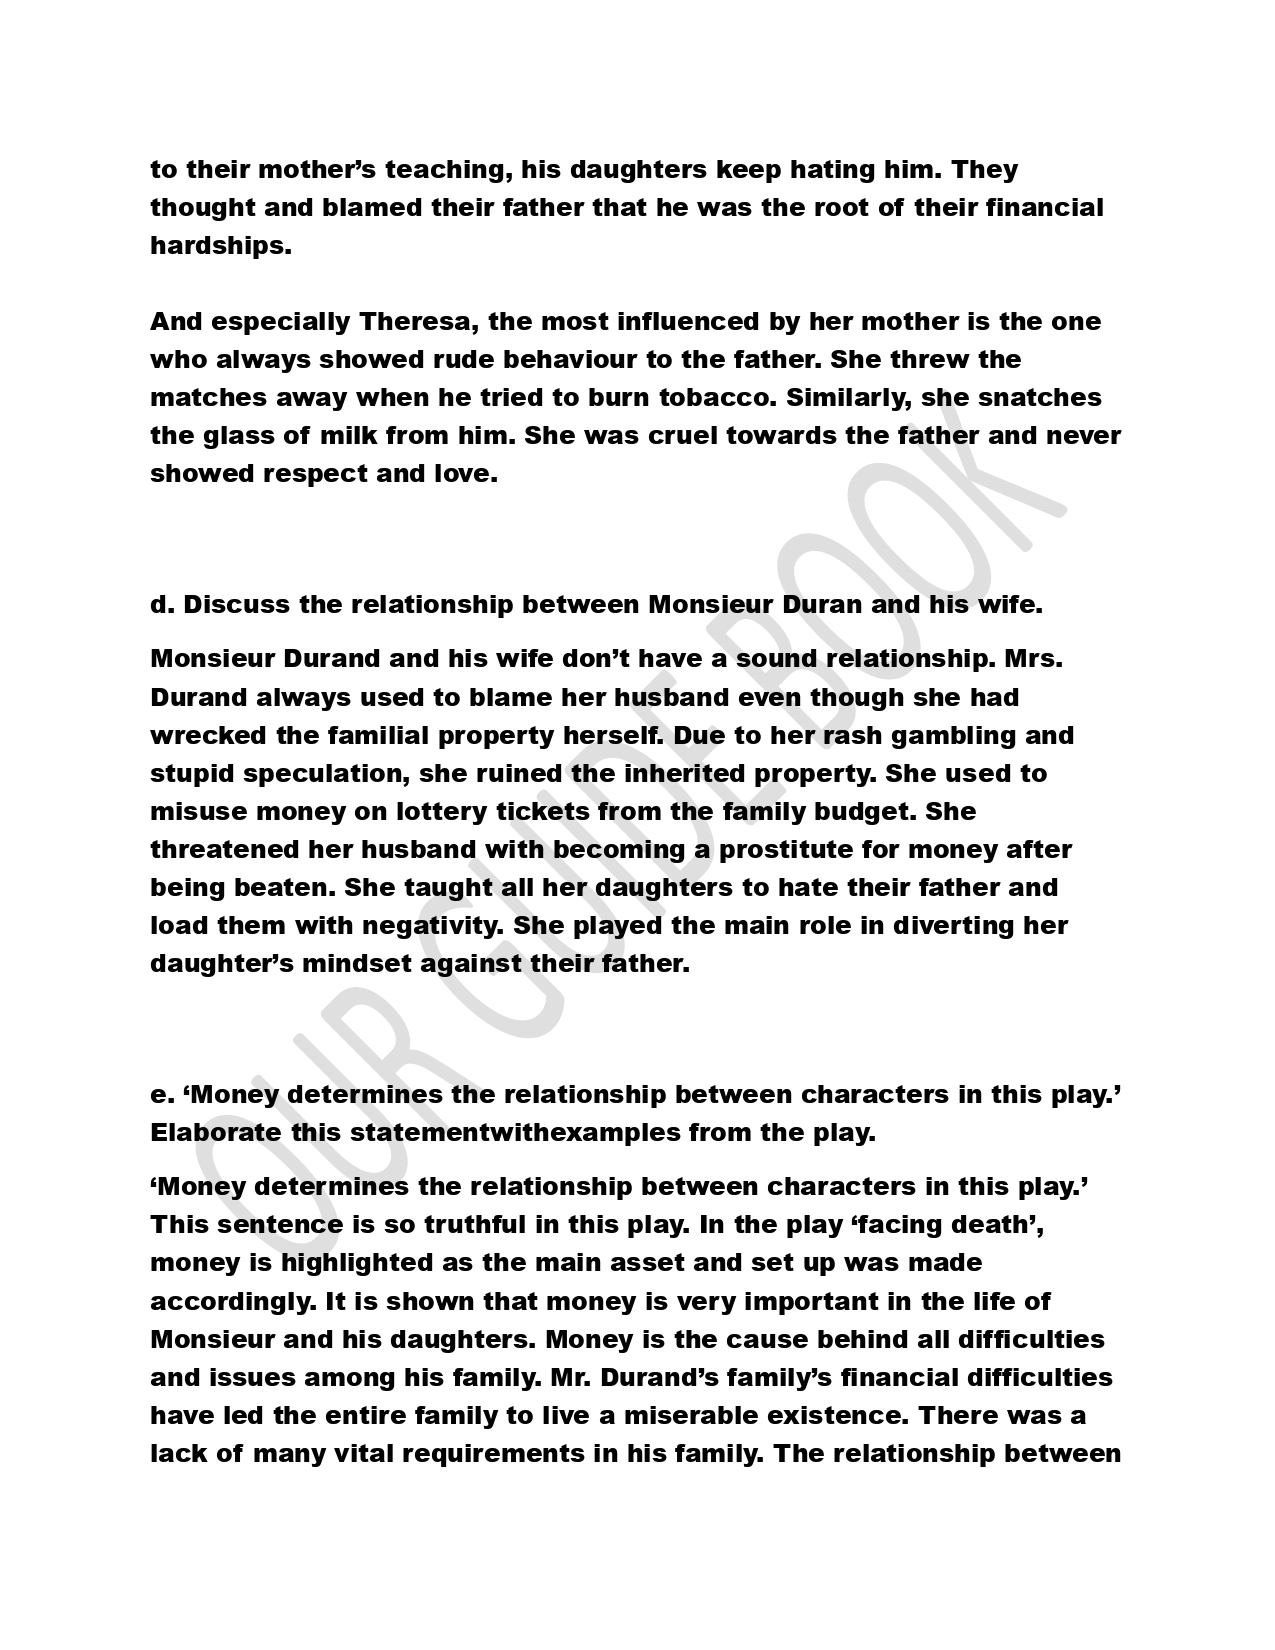 to their mother’s teaching, his daughters keep hating him. They
thought and blamed their father that he was the root of their financial
hardships.
And especially Theresa, the most influenced by her mother is the one
who always showed rude behaviour to the father. She threw the
matches away when he tried to burn tobacco. Similarly, she snatches
the glass of milk from him. She was cruel towards the father and never
showed respect and love.
d. Discuss the relationship between Monsieur Duran and his wife.
Monsieur Durand and his wife don’t have a sound relationship. Mrs.
Durand always used to blame her husband even though she had
wrecked the familial property herself. Due to her rash gambling and
stupid speculation, she ruined the inherited property. She used to
misuse money on lottery tickets from the family budget. She
threatened her husband with becoming a prostitute for money after
being beaten. She taught all her daughters to hate their father and
load them with negativity. She played the main role in diverting her
daughter’s mindset against their father.
e. ‘Money determines the relationship between characters in this play.’
Elaborate this statementwithexamples from the play.
‘Money determines the relationship between characters in this play.’
This sentence is so truthful in this play. In the play ‘facing death’,
money is highlighted as the main asset and set up was made
accordingly. It is shown that money is very important in the life of
Monsieur and his daughters. Money is the cause behind all difficulties
and issues among his family. Mr. Durand’s family’s financial difficulties
have led the entire family to live a miserable existence. There was a
lack of many vital requirements in his family. The relationship between
OUR GUIDE BOOK